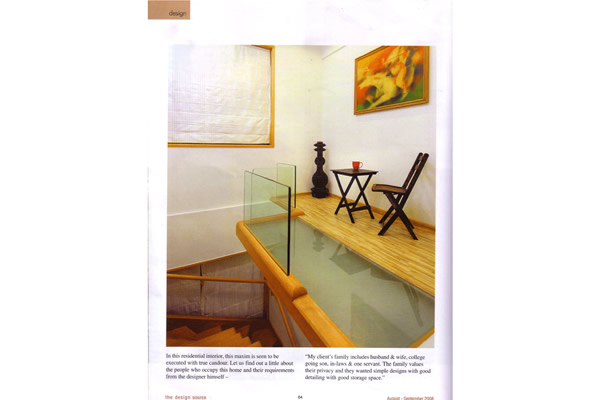 design
In this residential interior, this maxim is seen to be
executed with true candour. Let us find out a little about
the people who occupy this home and their requirements
from the designer himself –
"My client's family includes husband & wife, college
going son, in-laws & one servant. The family values
their privacy and they wanted simple designs with good
detailing with good storage space."
the design source
64
August - September 2008